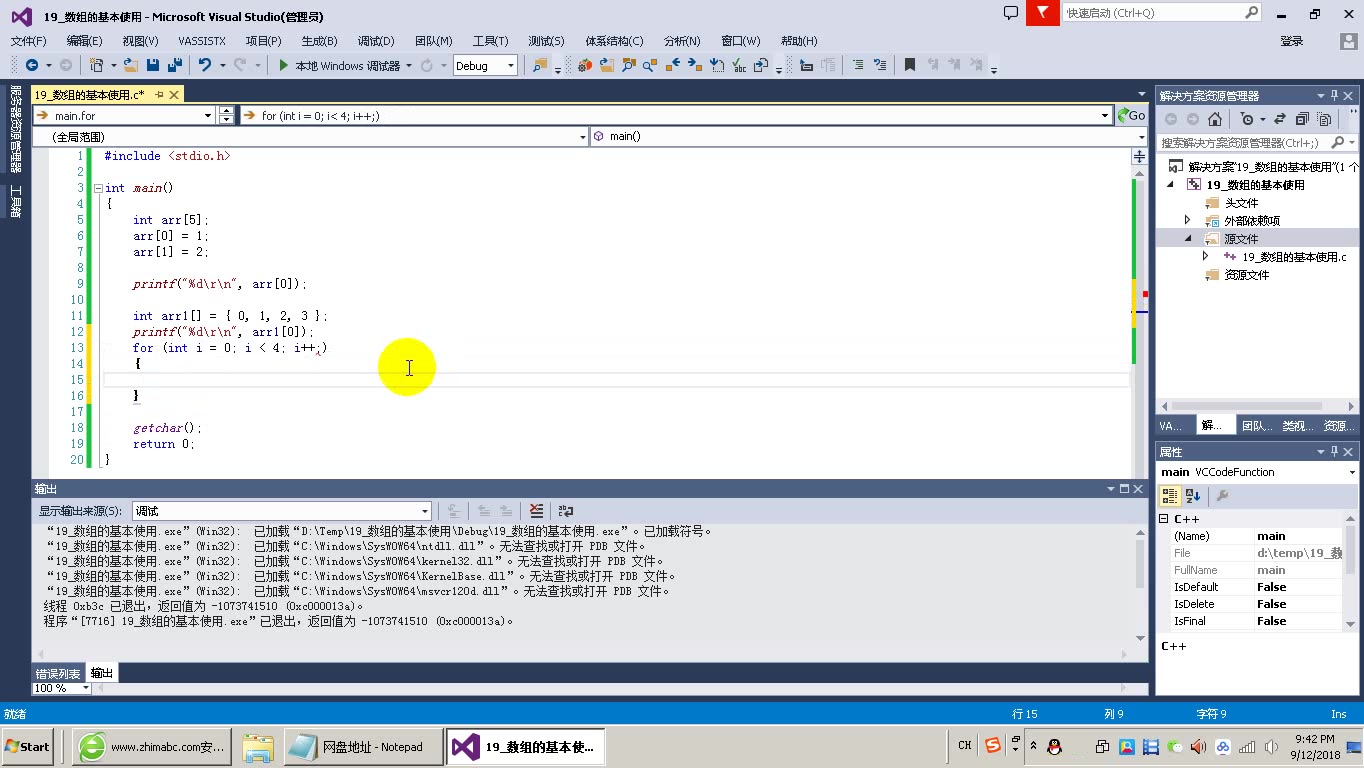 19_数组的基本使用 - Microsoft Visual Studio(管理员)
快速启动 (Ctrl+Q)
文件(F) 编辑(E) 视图(V) VASSISTX 项目(P) 生成(B) 调试(D) 团队(M) 工具(T) 测试(S) 体系结构(C) 分析(N) 窗口(W) 帮助(H) 登录
本地 Windows 调试器 Debug
服务器资源管理器
工具箱
19_数组的基本使用.c*
main.for
for (int i = 0; i< 4; i++;)
Go
(全局范围)
main()
1 #include <stdio.h>
2
3 int main()
4 {
5 int arr[5];
6 arr[0] = 1;
7 arr[1] = 2;
8
9 printf("%d\r\n", arr[0]);
10
11 int arr1[] = { 0, 1, 2, 3 };
12 printf("%d\r\n", arr1[0]);
13 for (int i = 0; i < 4; i++;)
14 {
15
16 }
17
18 getchar();
19 return 0;
20 }
输出
显示输出来源(S): 调试
“19_数组的基本使用.exe”(Win32): 已加载“D:\Temp\19_数组的基本使用\Debug\19_数组的基本使用.exe”。已加载符号。
“19_数组的基本使用.exe”(Win32): 已加载“C:\Windows\SysWOW64\ntdll.dll”。无法查找或打开 PDB 文件。
“19_数组的基本使用.exe”(Win32): 已加载“C:\Windows\SysWOW64\kernel32.dll”。无法查找或打开 PDB 文件。
“19_数组的基本使用.exe”(Win32): 已加载“C:\Windows\SysWOW64\KernelBase.dll”。无法查找或打开 PDB 文件。
“19_数组的基本使用.exe”(Win32): 已加载“C:\Windows\SysWOW64\msvcr120d.dll”。无法查找或打开 PDB 文件。
线程 0xb3c 已退出，返回值为 -1073741510 (0xc000013a)。
程序“[7716] 19_数组的基本使用.exe”已退出，返回值为 -1073741510 (0xc000013a)。
错误列表 输出
100 %
解决方案资源管理器
搜索解决方案资源管理器(Ctrl+;)
解决方案"19_数组的基本使用"(1 个
19_数组的基本使用
头文件
外部依赖项
源文件
19_数组的基本使用.c
资源文件
VA... 解... 团队... 类视... 资源...
属性
main VCCodeFunction
C++
(Name) main
File d:\temp\19_数
FullName main
IsDefault False
IsDelete False
IsFinal False
C++
就绪 行 15 列 9 字符 9 Ins
Start www.zhimabc.com安... 网盘地址 - Notepad 19_数组的基本使... CH 9:42 PM
9/12/2018